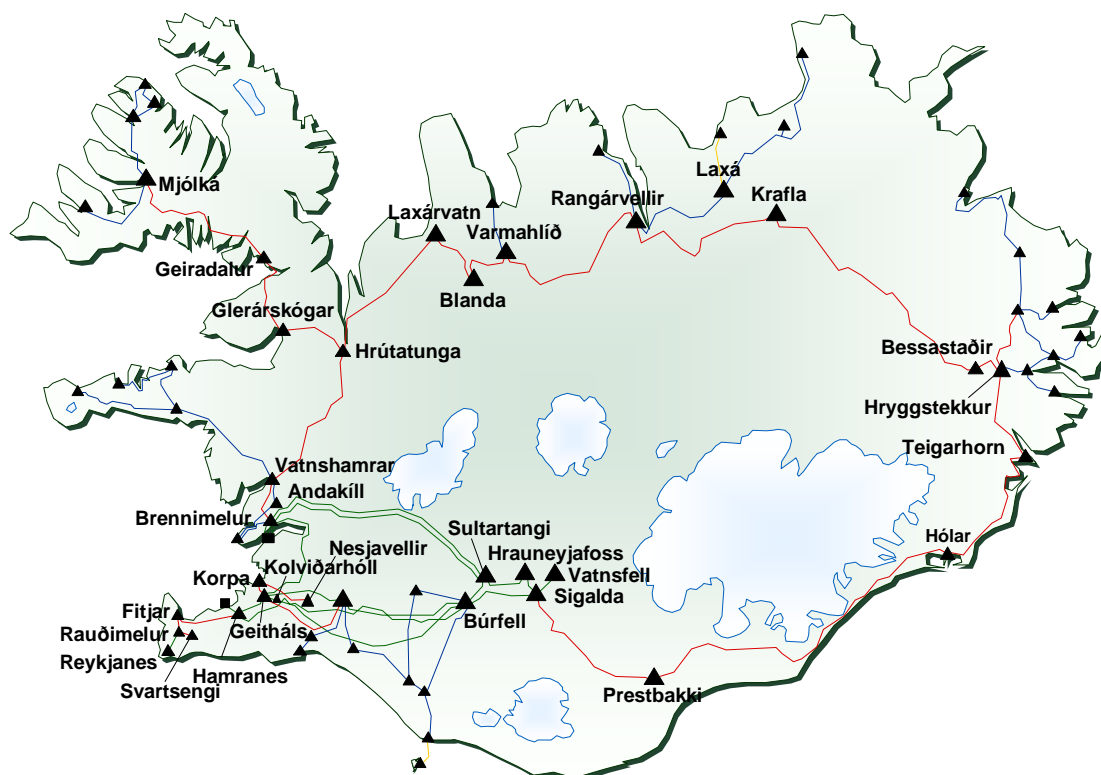 Mjólká
Laxá
Krafla
Rangárvellir
Laxárvatn
Varmahlíð
Geiradalur
Blanda
Glerárskógar
Hrútatunga
Bessastaðir
Hryggstekkur
Teigarhorn
Vatnshamrar
Andakíll
Brennimelur
Sultartangi
Hólar
Nesjavellir
Hrauneyjafoss
Kolviðarhóll
Korpa
Vatnsfell
Sigalda
Fitjar
Búrfell
Rauðimelur
Geitháls
Reykjanes
Hamranes
Svartsengi
Prestbakki